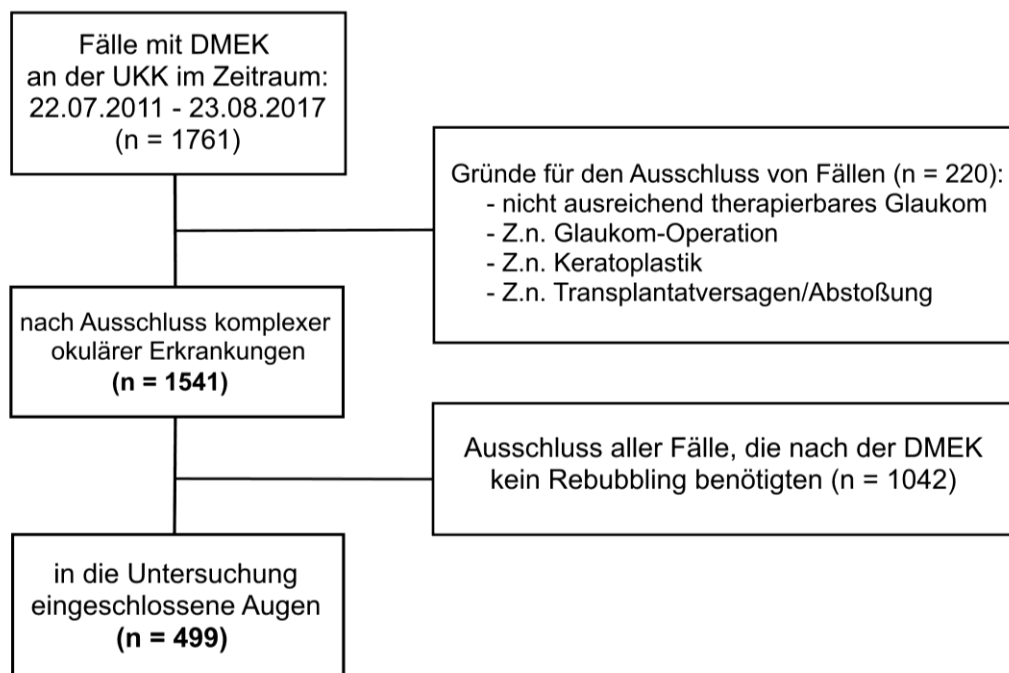 Fälle mit DMEK
an der UKK im Zeitraum:
22.07.2011 - 23.08.2017
(n = 1761)
Gründe für den Ausschluss von Fällen (n = 220):
- nicht ausreichend therapierbares Glaukom
- Z.n. Glaukom-Operation
- Z.n. Keratoplastik
- Z.n. Transplantatversagen/Abstoßung
nach Ausschluss komplexer
okulärer Erkrankungen
(n = 1541)
Ausschluss aller Fälle, die nach der DMEK
kein Rebubbling benötigten (n = 1042)
in die Untersuchung
eingeschlossene Augen
(n = 499)